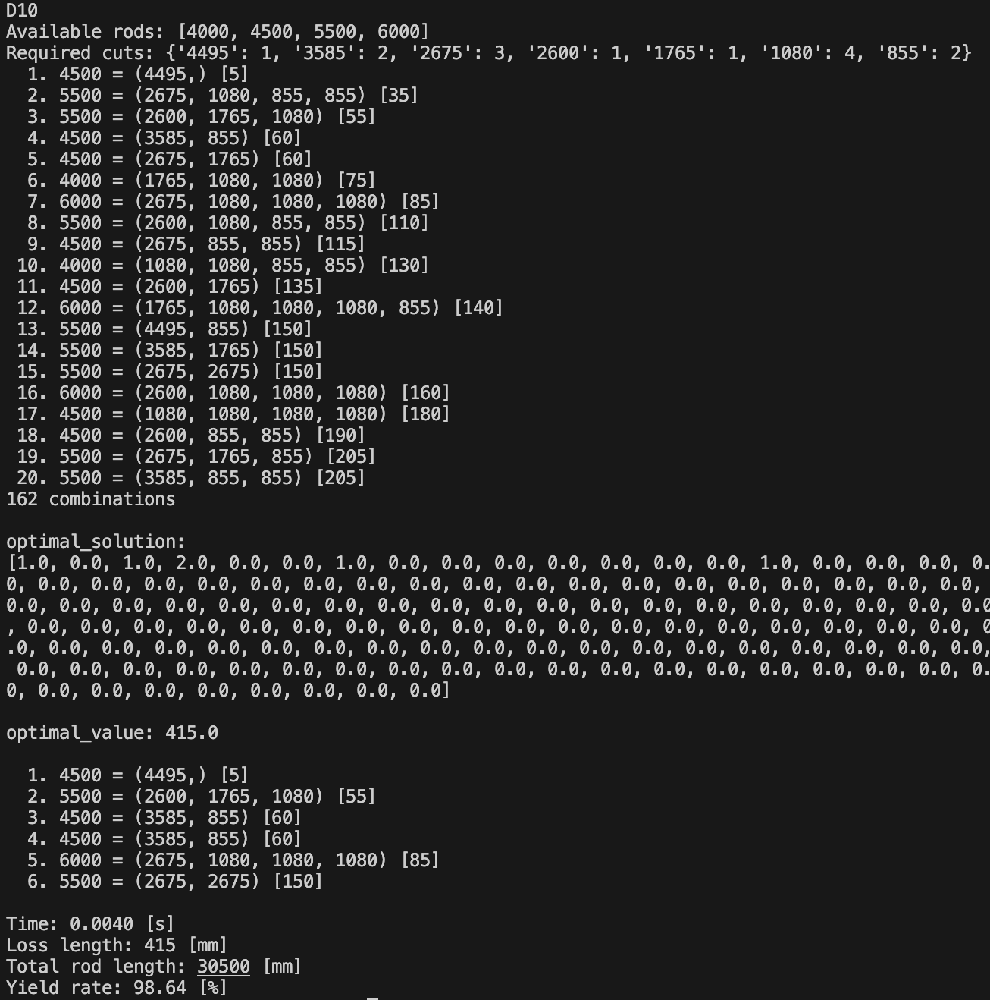 D10
Available rods: [4000, 4500, 5500, 6000]
Required cuts: {'4495': 1, '3585': 2, '2675': 3, '2600': 1, '1765': 1, '1080': 4, '855': 2}
  1. 4500 = (4495,) [5]
  2. 5500 = (2675, 1080, 855, 855) [35]
  3. 5500 = (2600, 1765, 1080) [55]
  4. 4500 = (3585, 855) [60]
  5. 4500 = (2675, 1765) [60]
  6. 4000 = (1765, 1080, 1080) [75]
  7. 6000 = (2675, 1080, 1080, 1080) [85]
  8. 5500 = (2600, 1080, 855, 855) [110]
  9. 4500 = (2675, 855, 855) [115]
 10. 4000 = (1080, 1080, 855, 855) [130]
 11. 4500 = (2600, 1765) [135]
 12. 6000 = (1765, 1080, 1080, 1080, 855) [140]
 13. 5500 = (4495, 855) [150]
 14. 5500 = (3585, 1765) [150]
 15. 5500 = (2675, 2675) [150]
 16. 6000 = (2600, 1080, 1080, 1080) [160]
 17. 4500 = (1080, 1080, 1080, 1080) [180]
 18. 4500 = (2600, 855, 855) [190]
 19. 5500 = (2675, 1765, 855) [205]
 20. 5500 = (3585, 855, 855) [205]
162 combinations
optimal_solution:
[1.0, 0.0, 1.0, 2.0, 0.0, 0.0, 1.0, 0.0, 0.0, 0.0, 0.0, 0.0, 0.0, 0.0, 1.0, 0.0, 0.0, 0.0, 0.
0, 0.0, 0.0, 0.0, 0.0, 0.0, 0.0, 0.0, 0.0, 0.0, 0.0, 0.0, 0.0, 0.0, 0.0, 0.0, 0.0, 0.0, 0.0,
0.0, 0.0, 0.0, 0.0, 0.0, 0.0, 0.0, 0.0, 0.0, 0.0, 0.0, 0.0, 0.0, 0.0, 0.0, 0.0, 0.0, 0.0, 0.0
, 0.0, 0.0, 0.0, 0.0, 0.0, 0.0, 0.0, 0.0, 0.0, 0.0, 0.0, 0.0, 0.0, 0.0, 0.0, 0.0, 0.0, 0.0, 0
.0, 0.0, 0.0, 0.0, 0.0, 0.0, 0.0, 0.0, 0.0, 0.0, 0.0, 0.0, 0.0, 0.0, 0.0, 0.0, 0.0, 0.0, 0.0,
 0.0, 0.0, 0.0, 0.0, 0.0, 0.0, 0.0, 0.0, 0.0, 0.0, 0.0, 0.0, 0.0, 0.0, 0.0, 0.0, 0.0, 0.0, 0.
0, 0.0, 0.0, 0.0, 0.0, 0.0, 0.0, 0.0, 0.0]
optimal_value: 415.0
  1. 4500 = (4495,) [5]
  2. 5500 = (2600, 1765, 1080) [55]
  3. 4500 = (3585, 855) [60]
  4. 4500 = (3585, 855) [60]
  5. 6000 = (2675, 1080, 1080, 1080) [85]
  6. 5500 = (2675, 2675) [150]
Time: 0.0040 [s]
Loss length: 415 [mm]
Total rod length: 30500 [mm]
Yield rate: 98.64 [%]